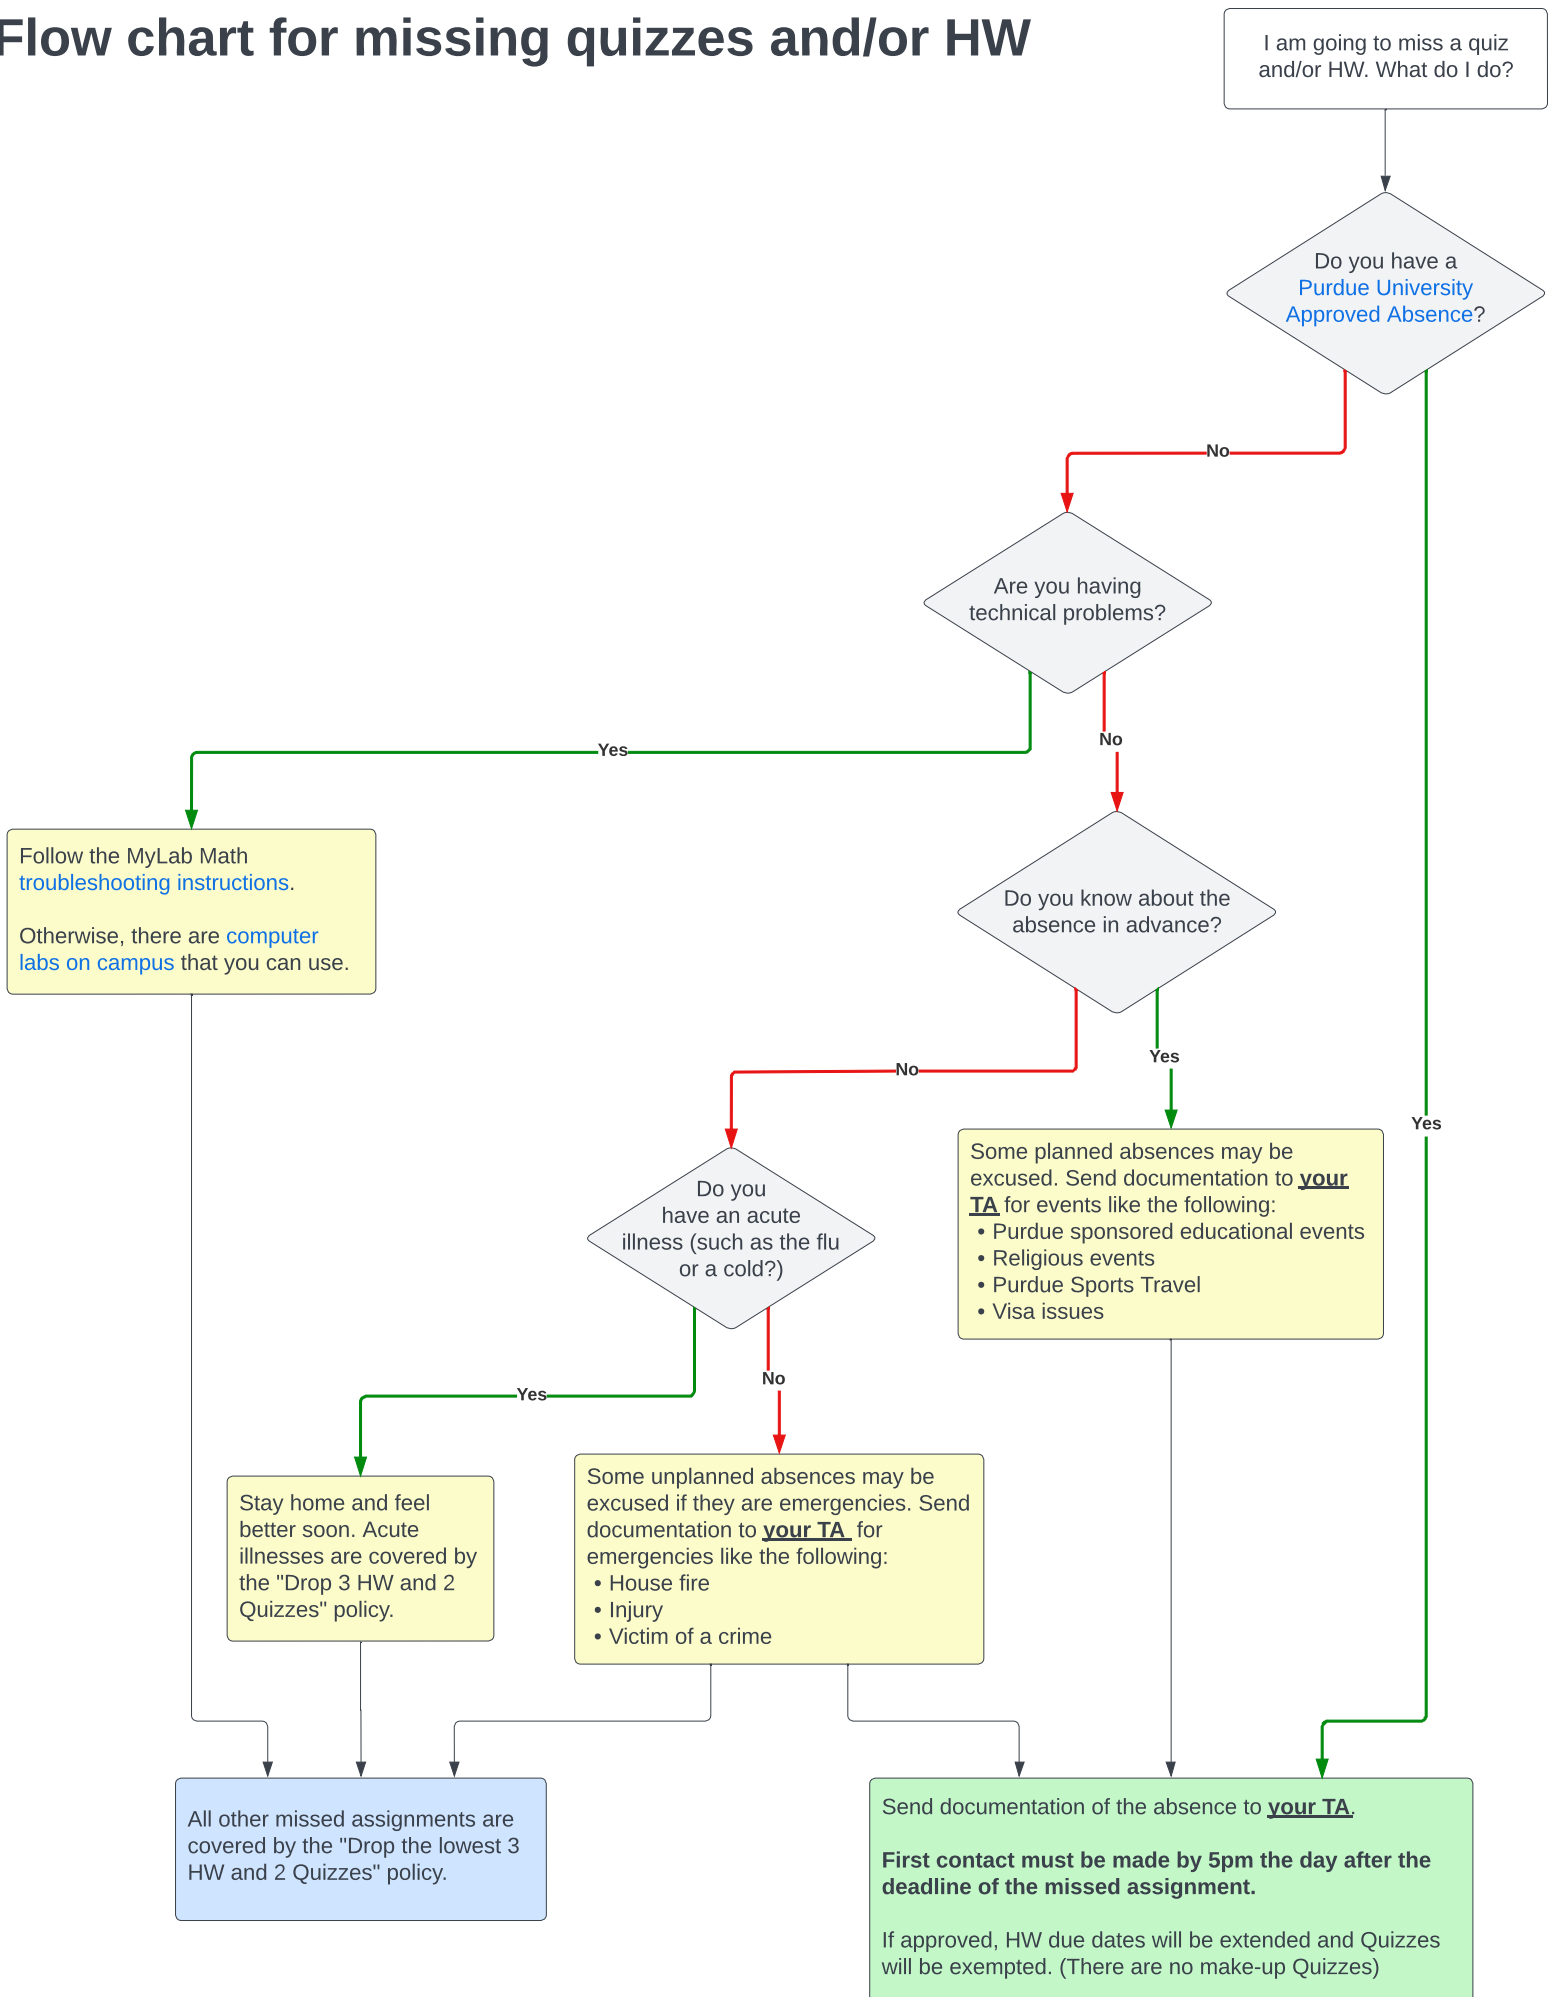 Flow chart for missing quizzes and/or HW
I am going to miss a quiz
and/or HW. What do I do?
Do you have a
Purdue University
Approved Absence?
No
Are you having
technical problems?
Yes
No
Follow the MyLab Math
troubleshooting instructions.
Otherwise, there are computer
labs on campus that you can use.
Do you know about the
absence in advance?
No
Yes
Yes
Some planned absences may be
excused. Send documentation to your
TA for events like the following:
• Purdue sponsored educational events
• Religious events
• Purdue Sports Travel
• Visa issues
Do you
have an acute
illness (such as the flu
or a cold?)
Yes
No
Stay home and feel
better soon. Acute
illnesses are covered by
the "Drop 3 HW and 2
Quizzes" policy.
Some unplanned absences may be
excused if they are emergencies. Send
documentation to your TA for
emergencies like the following:
• House fire
• Injury
• Victim of a crime
All other missed assignments are
covered by the "Drop the lowest 3
HW and 2 Quizzes" policy.
Send documentation of the absence to your TA.
First contact must be made by 5pm the day after the
deadline of the missed assignment.
If approved, HW due dates will be extended and Quizzes
will be exempted. (There are no make-up Quizzes)